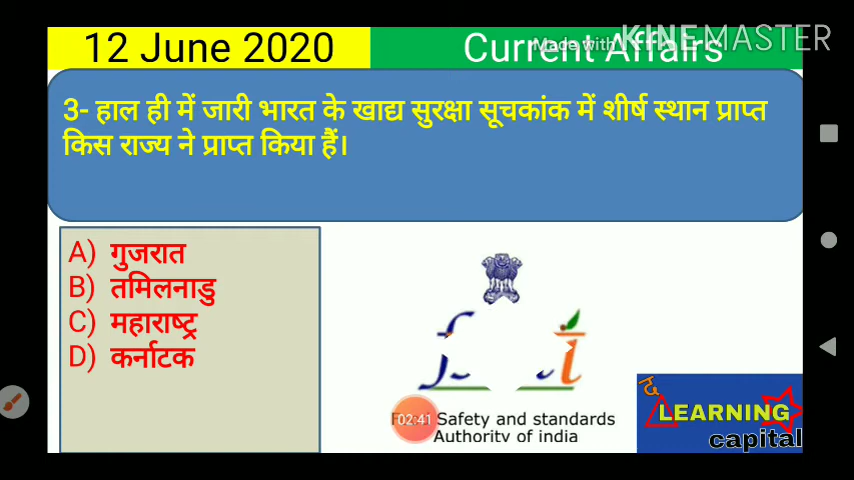 12 June 2020
Current Affairs
Made with KINEMASTER
3- हाल ही में जारी भारत के खाद्य सुरक्षा सूचकांक में शीर्ष स्थान प्राप्त
किस राज्य ने प्राप्त किया हैं।
A) गुजरात
B) तमिलनाडु
C) महाराष्ट्र
D) कर्नाटक
02:41
Safety and standards
Authority of india
LEARNING
capital